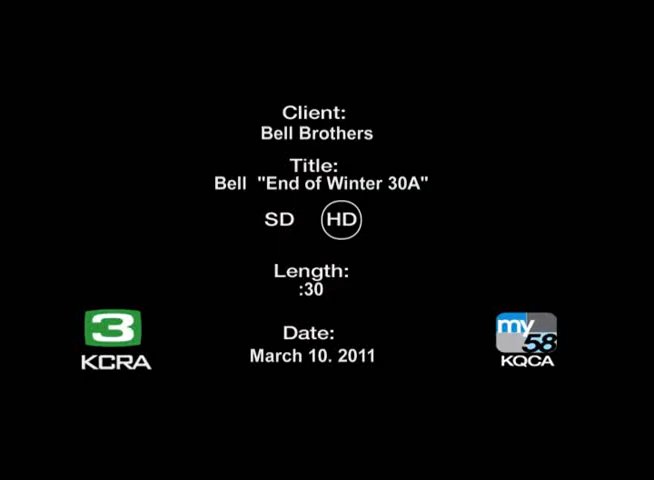 Client:
Bell Brothers
Title:
Bell "End of Winter 30A"
SD HD
Length:
:30
Date:
March 10. 2011
3
KCRA
my
58
KQCA